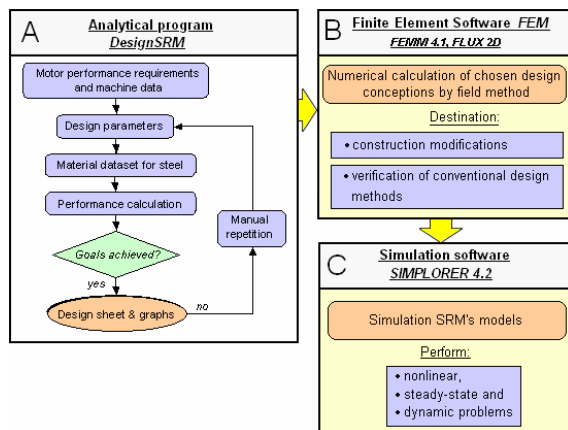 A
Analytical program
DesignSRM
Motor performance requirements
and machine data
Design parameters
Material dataset for steel
Performance calculation
Manual
repetition
Goals achieved?
yes
no
Design sheet & graphs
B
Finite Element Software FEM
FEMM 4.1, FLUX 2D
Numerical calculation of chosen design
conceptions by field method
Destination:
• construction modifications
• verification of conventional design
methods
C
Simulation software
SIMPLORER 4.2
Simulation SRM's models
Perform:
• nonlinear,
• steady-state and
• dynamic problems